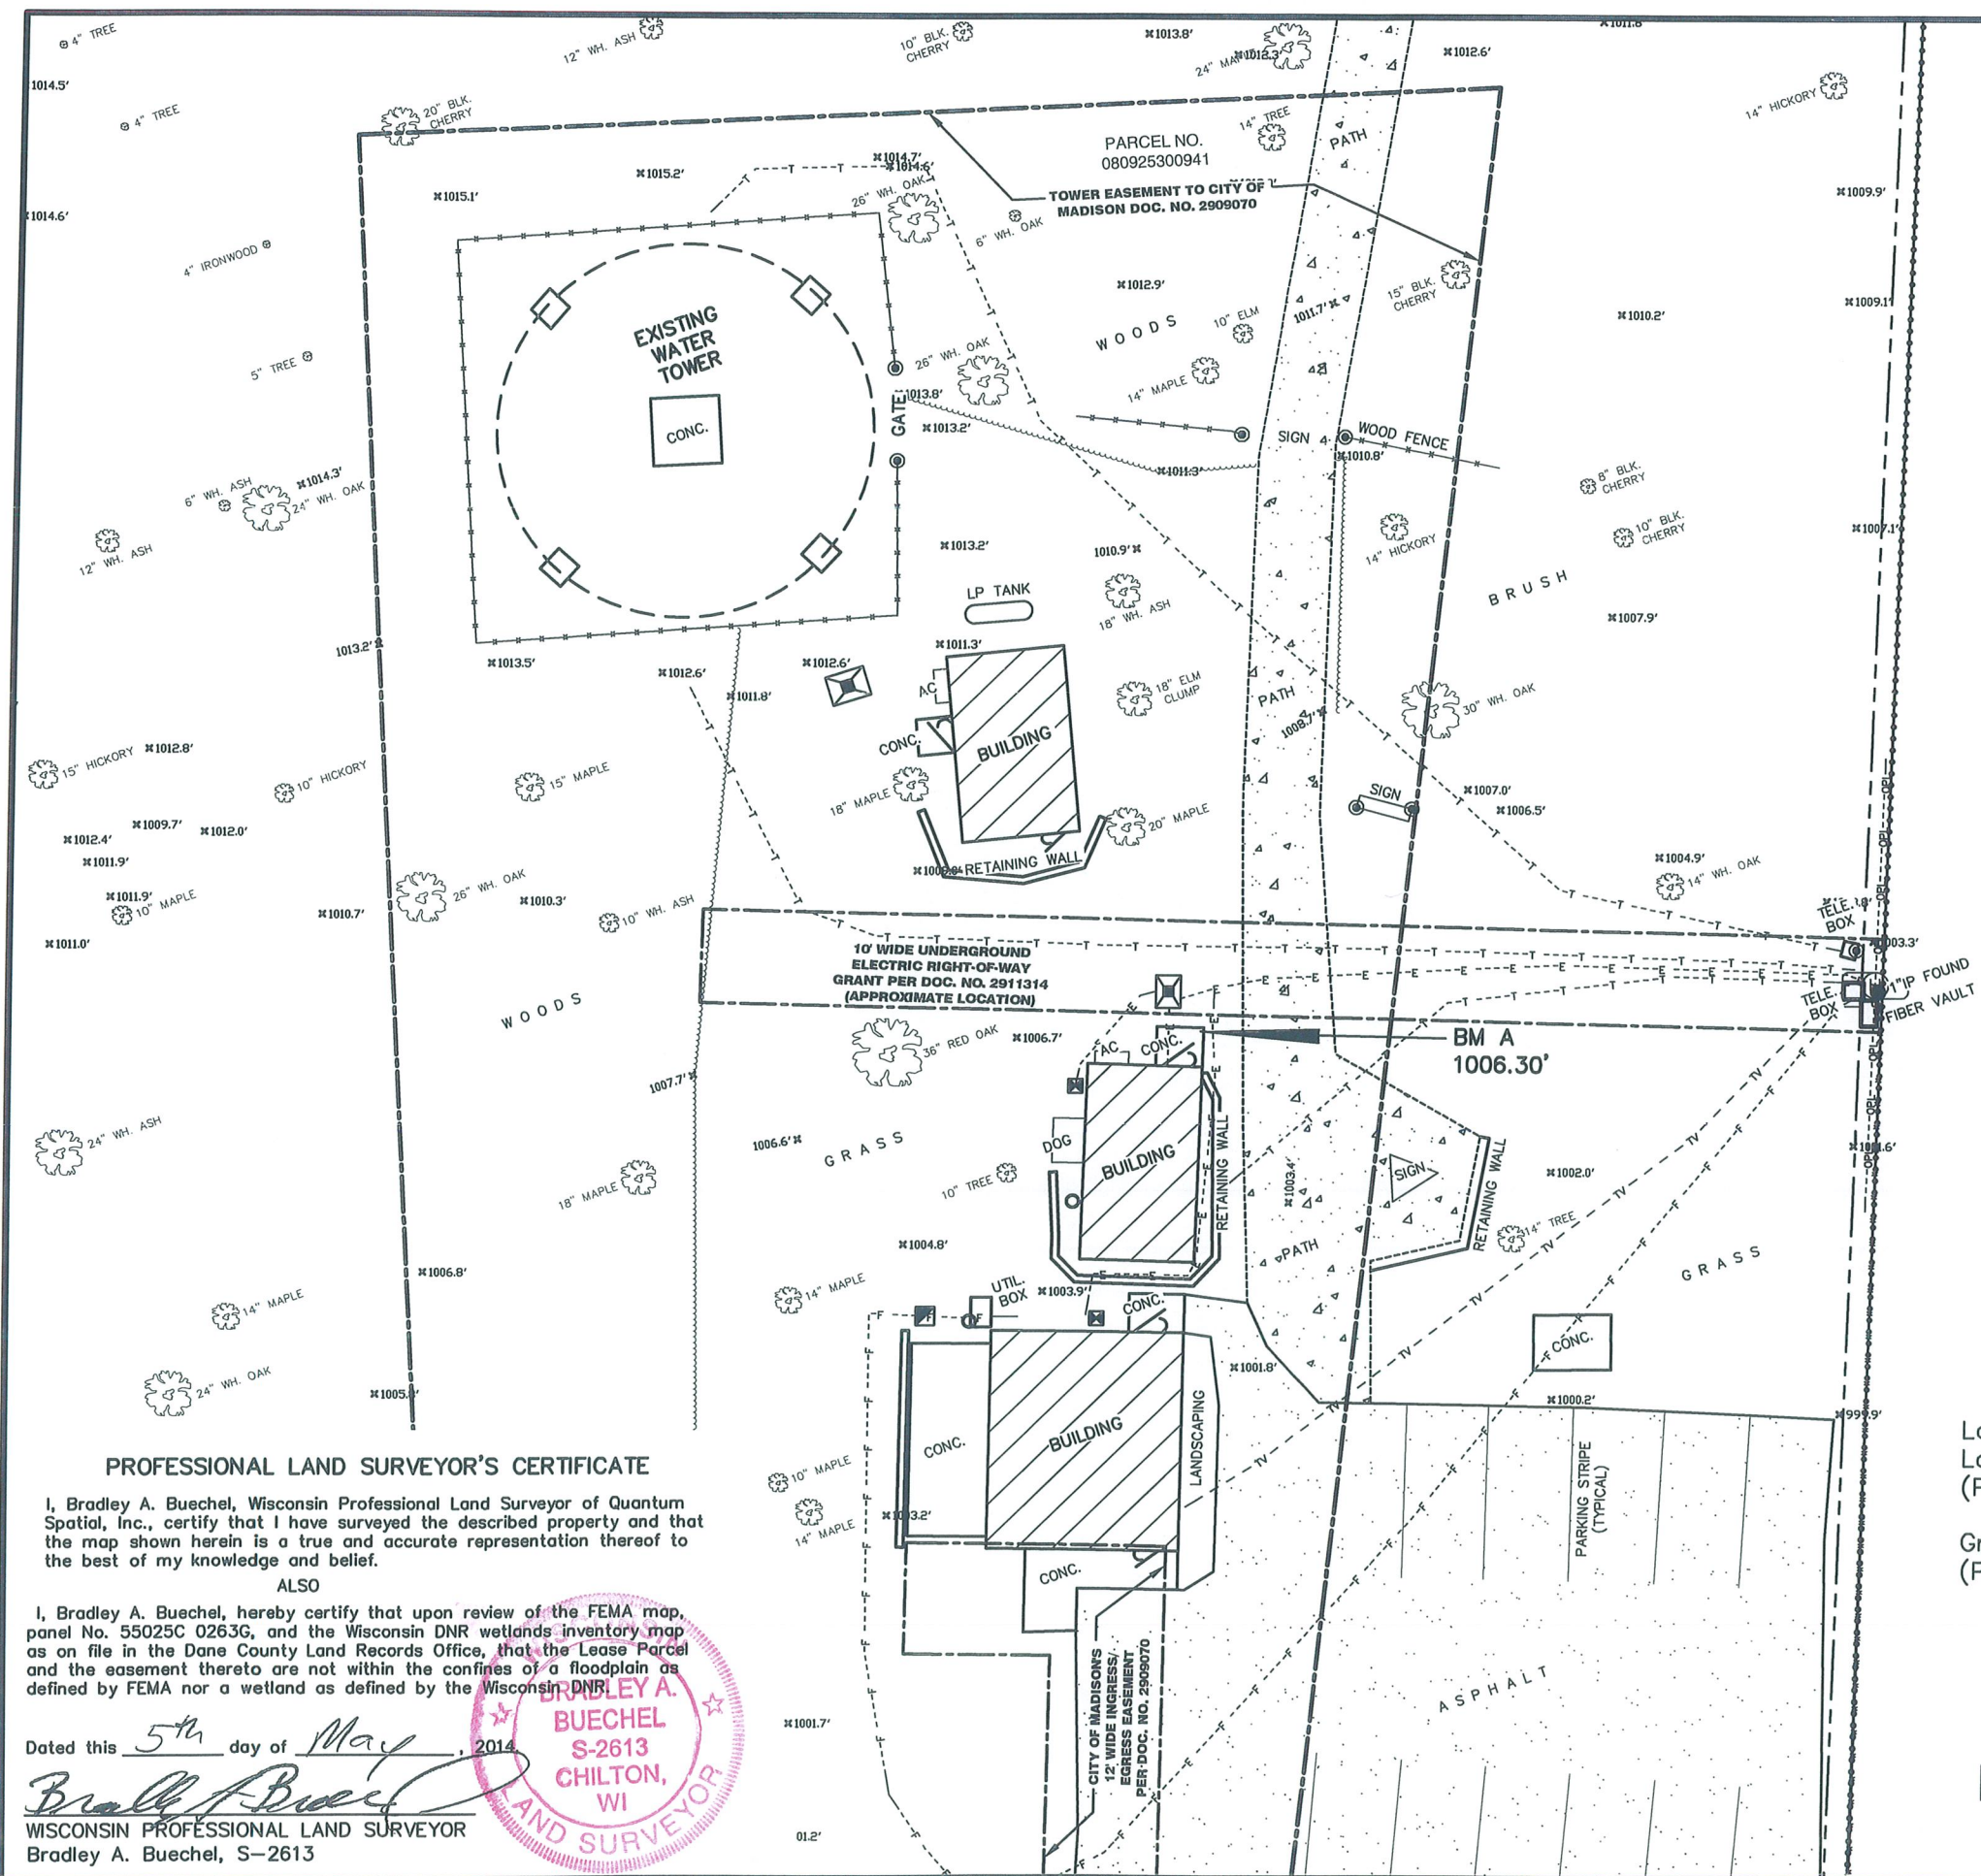 4" TREE
12" WH. ASH
10" BLK.
CHERRY
1013.8'
1012.3'
1012.6'
1014.5'
4" TREE
20" BLK.
CHERRY
14" TREE
PATH
14" HICKORY
PARCEL NO.
080925300941
TOWER EASEMENT TO CITY OF
MADISON DOC. NO. 2909070
1014.7'
1014.6'
1015.2'
1015.1'
26" WH. OAK
6" WH. OAK
1009.9'
1014.6'
4" IRONWOOD
1012.9'
15" BLK.
CHERRY
1009.1'
1010.2'
1011.7'
WOODS
10" ELM
EXISTING
WATER
TOWER
CONC.
5" TREE
26" WH. OAK
14" MAPLE
GATE
1013.8'
1013.2'
SIGN
WOOD FENCE
1010.8'
1011.3'
8" BLK.
CHERRY
6" WH. ASH
24" WH. OAK
1014.3'
12" WH. ASH
14" HICKORY
10" BLK.
CHERRY
1007.1'
1013.2'
1010.9'
LP TANK
18" WH. ASH
BRUSH
1007.9'
1013.2'
1013.5'
1012.6'
1012.6'
1011.3'
1011.8'
AC
CONC.
BUILDING
18" ELM
CLUMP
PATH
1008.7'
30" WH. OAK
15" HICKORY
1012.8'
10" HICKORY
15" MAPLE
18" MAPLE
20" MAPLE
SIGN
1007.0'
1006.5'
1012.4'
1009.7'
1012.0'
1011.9'
1011.9'
10" MAPLE
RETAINING WALL
1004.9'
14" WH. OAK
1010.7'
26" WH. OAK
1010.3'
10" WH. ASH
1011.0'
TELE.
BOX
1003.3'
10' WIDE UNDERGROUND
ELECTRIC RIGHT-OF-WAY
GRANT PER DOC. NO. 2911314
(APPROXIMATE LOCATION)
1" IP FOUND
TELE.
BOX
FIBER VAULT
WOODS
36" RED OAK
1006.7'
AC
CONC.
BM A
1006.30'
1007.7'
24" WH. ASH
1006.6'
GRASS
DOG
BUILDING
RETAINING WALL
1003.4'
SIGN
RETAINING WALL
1002.0'
18" MAPLE
10" TREE
14" TREE
1004.8'
PATH
GRASS
1006.8'
14" MAPLE
14" MAPLE
UTIL.
BOX
1003.9'
CONC.
CONC.
24" WH. OAK
1001.8'
1000.2'
999.9'
CONC.
BUILDING
LANDSCAPING
PARKING STRIPE
(TYPICAL)
10" MAPLE
14" MAPLE
CONC.
CITY OF MADISON'S
12' WIDE INGRESS/
EGRESS EASEMENT
PER DOC. NO. 2909070
ASPHALT
1001.7'
01.2'
PROFESSIONAL LAND SURVEYOR'S CERTIFICATE
I, Bradley A. Buechel, Wisconsin Professional Land Surveyor of Quantum
Spatial, Inc., certify that I have surveyed the described property and that
the map shown herein is a true and accurate representation thereof to
the best of my knowledge and belief.
ALSO
I, Bradley A. Buechel, hereby certify that upon review of the FEMA map,
panel No. 55025C 0263G, and the Wisconsin DNR wetlands inventory map
as on file in the Dane County Land Records Office, that the Lease Parcel
and the easement thereto are not within the confines of a floodplain as
defined by FEMA nor a wetland as defined by the Wisconsin DNR.
Dated this 5th day of May, 2014.
WISCONSIN PROFESSIONAL LAND SURVEYOR
Bradley A. Buechel, S-2613
WISCONSIN
BRADLEY A.
BUECHEL
S-2613
CHILTON,
WI
LAND SURVEYOR